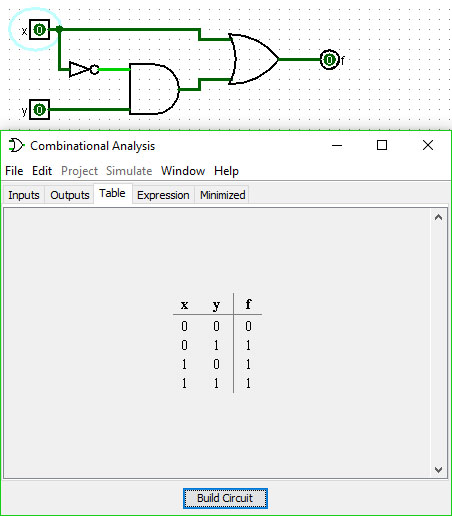 x 0
0 f
y 0
Combinational Analysis
File Edit Project Simulate Window Help
Inputs Outputs Table Expression Minimized
x y f
0 0 0
0 1 1
1 0 1
1 1 1
Build Circuit